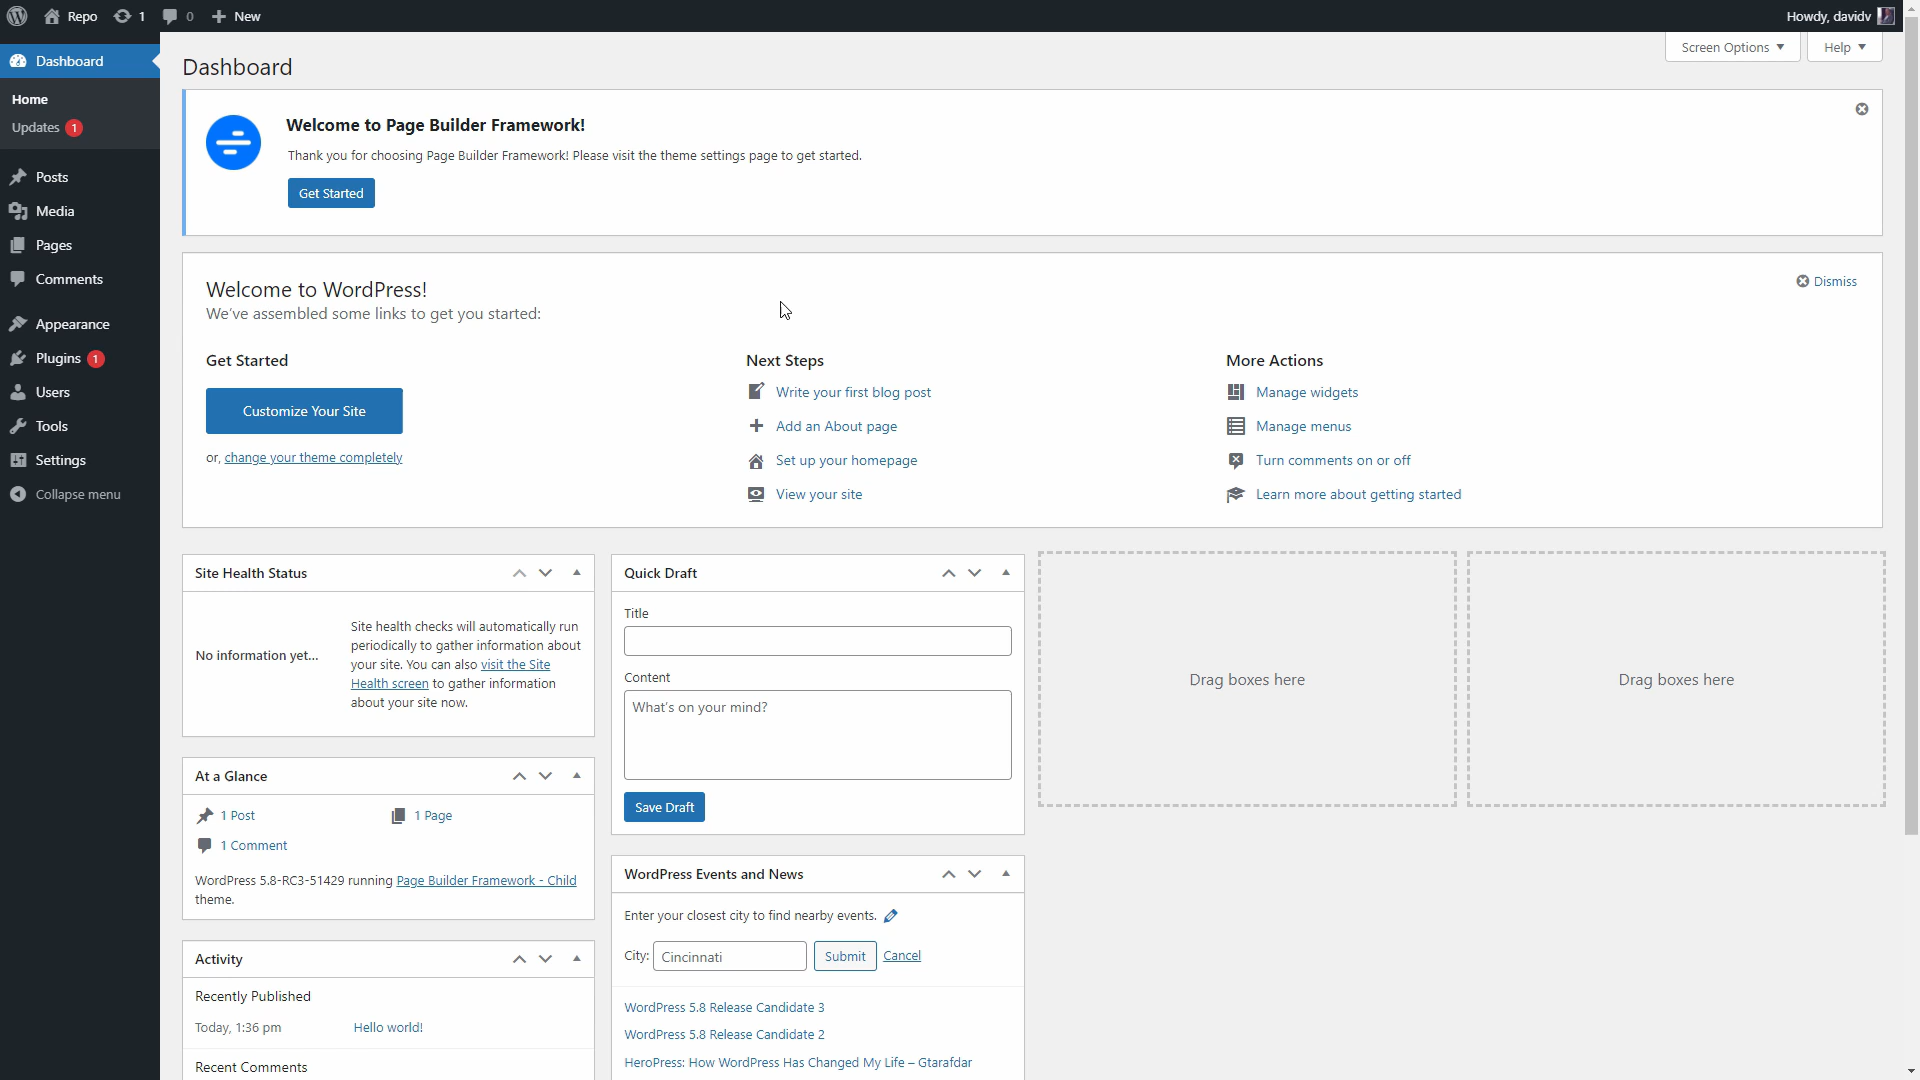 Repo
1
0
New
Howdy, davidv
Dashboard
Home
Updates 1
Posts
Media
Pages
Comments
Appearance
Plugins 1
Users
Tools
Settings
Collapse menu
Screen Options
Help
Dashboard
Welcome to Page Builder Framework!
Thank you for choosing Page Builder Framework! Please visit the theme settings page to get started.
Get Started
Welcome to WordPress!
We've assembled some links to get you started:
Dismiss
Get Started
Customize Your Site
or, change your theme completely
Next Steps
Write your first blog post
Add an About page
Set up your homepage
View your site
More Actions
Manage widgets
Manage menus
Turn comments on or off
Learn more about getting started
Site Health Status
No information yet...
Site health checks will automatically run
periodically to gather information about
your site. You can also visit the Site
Health screen to gather information
about your site now.
At a Glance
1 Post
1 Page
1 Comment
WordPress 5.8-RC3-51429 running Page Builder Framework - Child
theme.
Activity
Recently Published
Today, 1:36 pm
Hello world!
Recent Comments
Quick Draft
Title
Content
What's on your mind?
Save Draft
WordPress Events and News
Enter your closest city to find nearby events.
City: Cincinnati Submit Cancel
WordPress 5.8 Release Candidate 3
WordPress 5.8 Release Candidate 2
HeroPress: How WordPress Has Changed My Life – Gtarafdar
Drag boxes here
Drag boxes here